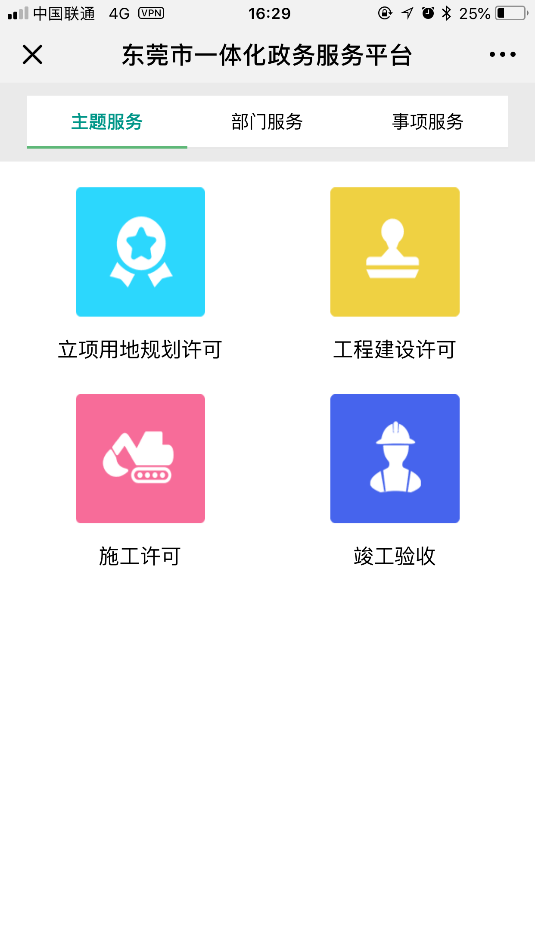 中国联通 4G VPN 16:29 25%
东莞市一体化政务服务平台
主题服务 部门服务 事项服务
立项用地规划许可 工程建设许可
施工许可 竣工验收